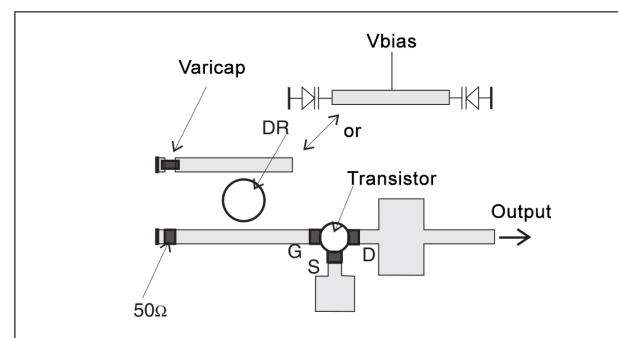 Vbias
Varicap
DR
or
Transistor
Output
G
D
S
50Ω